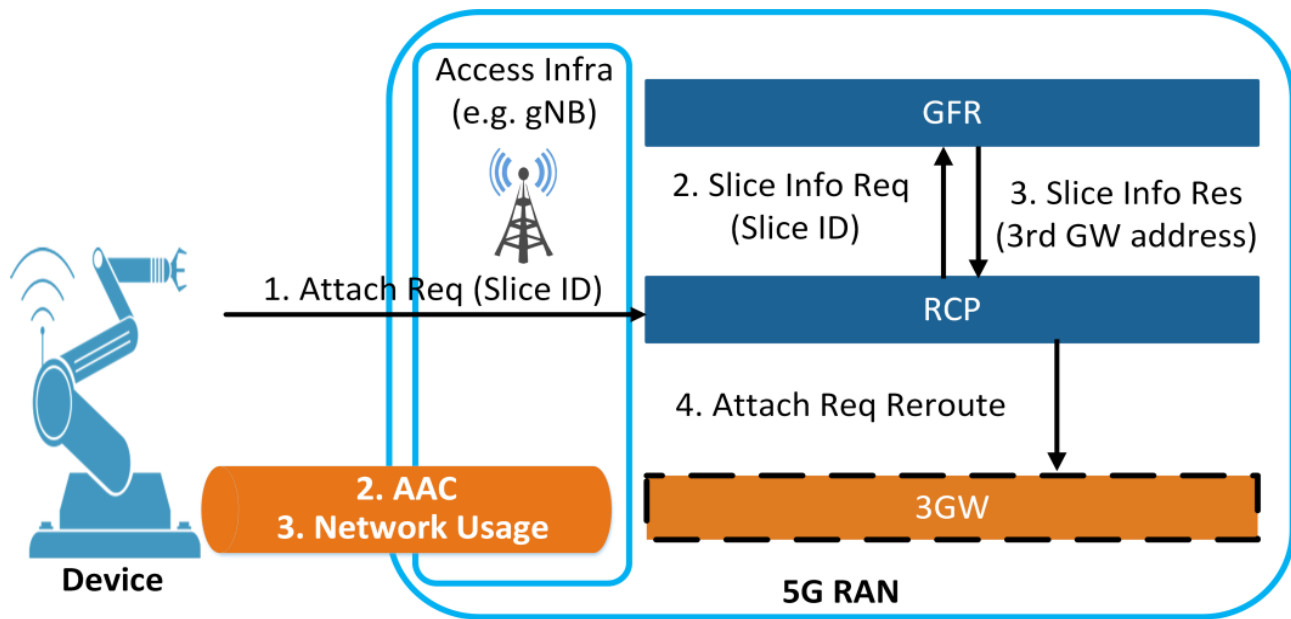 Access Infra
(e.g. gNB)
GFR
2. Slice Info Req
(Slice ID)
3. Slice Info Res
(3rd GW address)
1. Attach Req (Slice ID)
RCP
4. Attach Req Reroute
2. AAC
3. Network Usage
3GW
Device
5G RAN